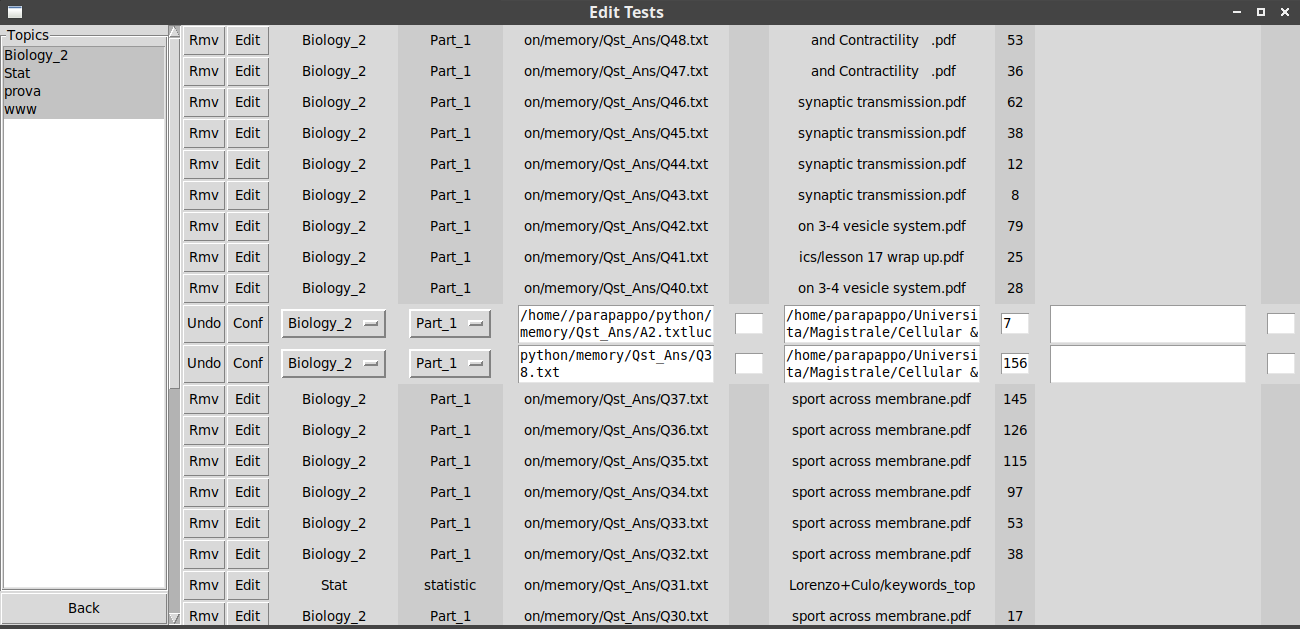 Edit Tests
Topics
Biology_2
Stat
prova
www
Back
Rmv Edit Biology_2 Part_1 on/memory/Qst_Ans/Q48.txt and Contractility .pdf 53
Rmv Edit Biology_2 Part_1 on/memory/Qst_Ans/Q47.txt and Contractility .pdf 36
Rmv Edit Biology_2 Part_1 on/memory/Qst_Ans/Q46.txt synaptic transmission.pdf 62
Rmv Edit Biology_2 Part_1 on/memory/Qst_Ans/Q45.txt synaptic transmission.pdf 38
Rmv Edit Biology_2 Part_1 on/memory/Qst_Ans/Q44.txt synaptic transmission.pdf 12
Rmv Edit Biology_2 Part_1 on/memory/Qst_Ans/Q43.txt synaptic transmission.pdf 8
Rmv Edit Biology_2 Part_1 on/memory/Qst_Ans/Q42.txt on 3-4 vesicle system.pdf 79
Rmv Edit Biology_2 Part_1 on/memory/Qst_Ans/Q41.txt ics/lesson 17 wrap up.pdf 25
Rmv Edit Biology_2 Part_1 on/memory/Qst_Ans/Q40.txt on 3-4 vesicle system.pdf 28
Undo Conf Biology_2 Part_1 /home//parapappo/python/ /home/parapappo/Universi 7
memory/Qst_Ans/A2.txtluc ta/Magistrale/Cellular &
Undo Conf Biology_2 Part_1 python/memory/Qst_Ans/Q3 /home/parapappo/Universi 156
8.txt ta/Magistrale/Cellular &
Rmv Edit Biology_2 Part_1 on/memory/Qst_Ans/Q37.txt sport across membrane.pdf 145
Rmv Edit Biology_2 Part_1 on/memory/Qst_Ans/Q36.txt sport across membrane.pdf 126
Rmv Edit Biology_2 Part_1 on/memory/Qst_Ans/Q35.txt sport across membrane.pdf 115
Rmv Edit Biology_2 Part_1 on/memory/Qst_Ans/Q34.txt sport across membrane.pdf 97
Rmv Edit Biology_2 Part_1 on/memory/Qst_Ans/Q33.txt sport across membrane.pdf 53
Rmv Edit Biology_2 Part_1 on/memory/Qst_Ans/Q32.txt sport across membrane.pdf 38
Rmv Edit Stat statistic on/memory/Qst_Ans/Q31.txt Lorenzo+Culo/keywords_top
Rmv Edit Biology_2 Part_1 on/memory/Qst_Ans/Q30.txt sport across membrane.pdf 17